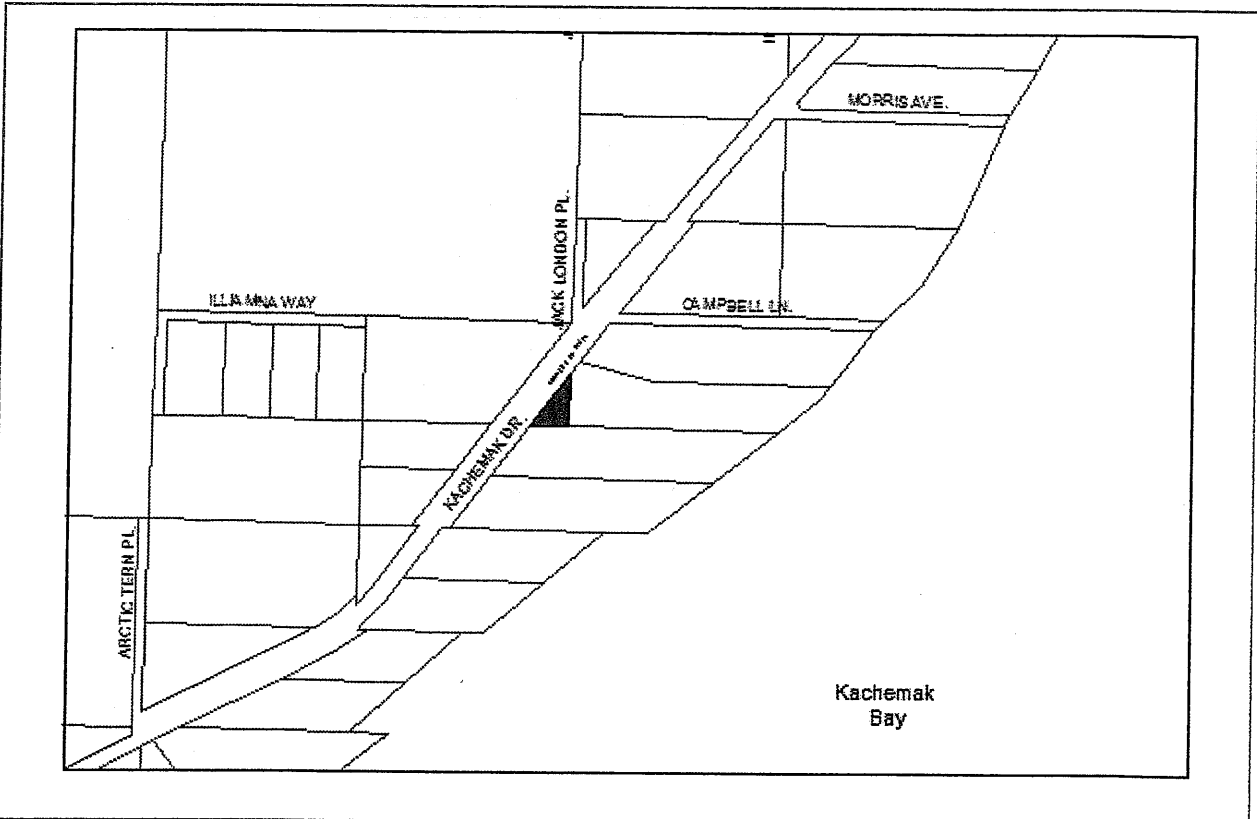 MORRIS AVE.
JACK LONDON PL.
ILLIAMNA WAY
CAMPBELL LN.
KACHEMAK DR.
ARCTIC TERN PL.
Kachemak
Bay